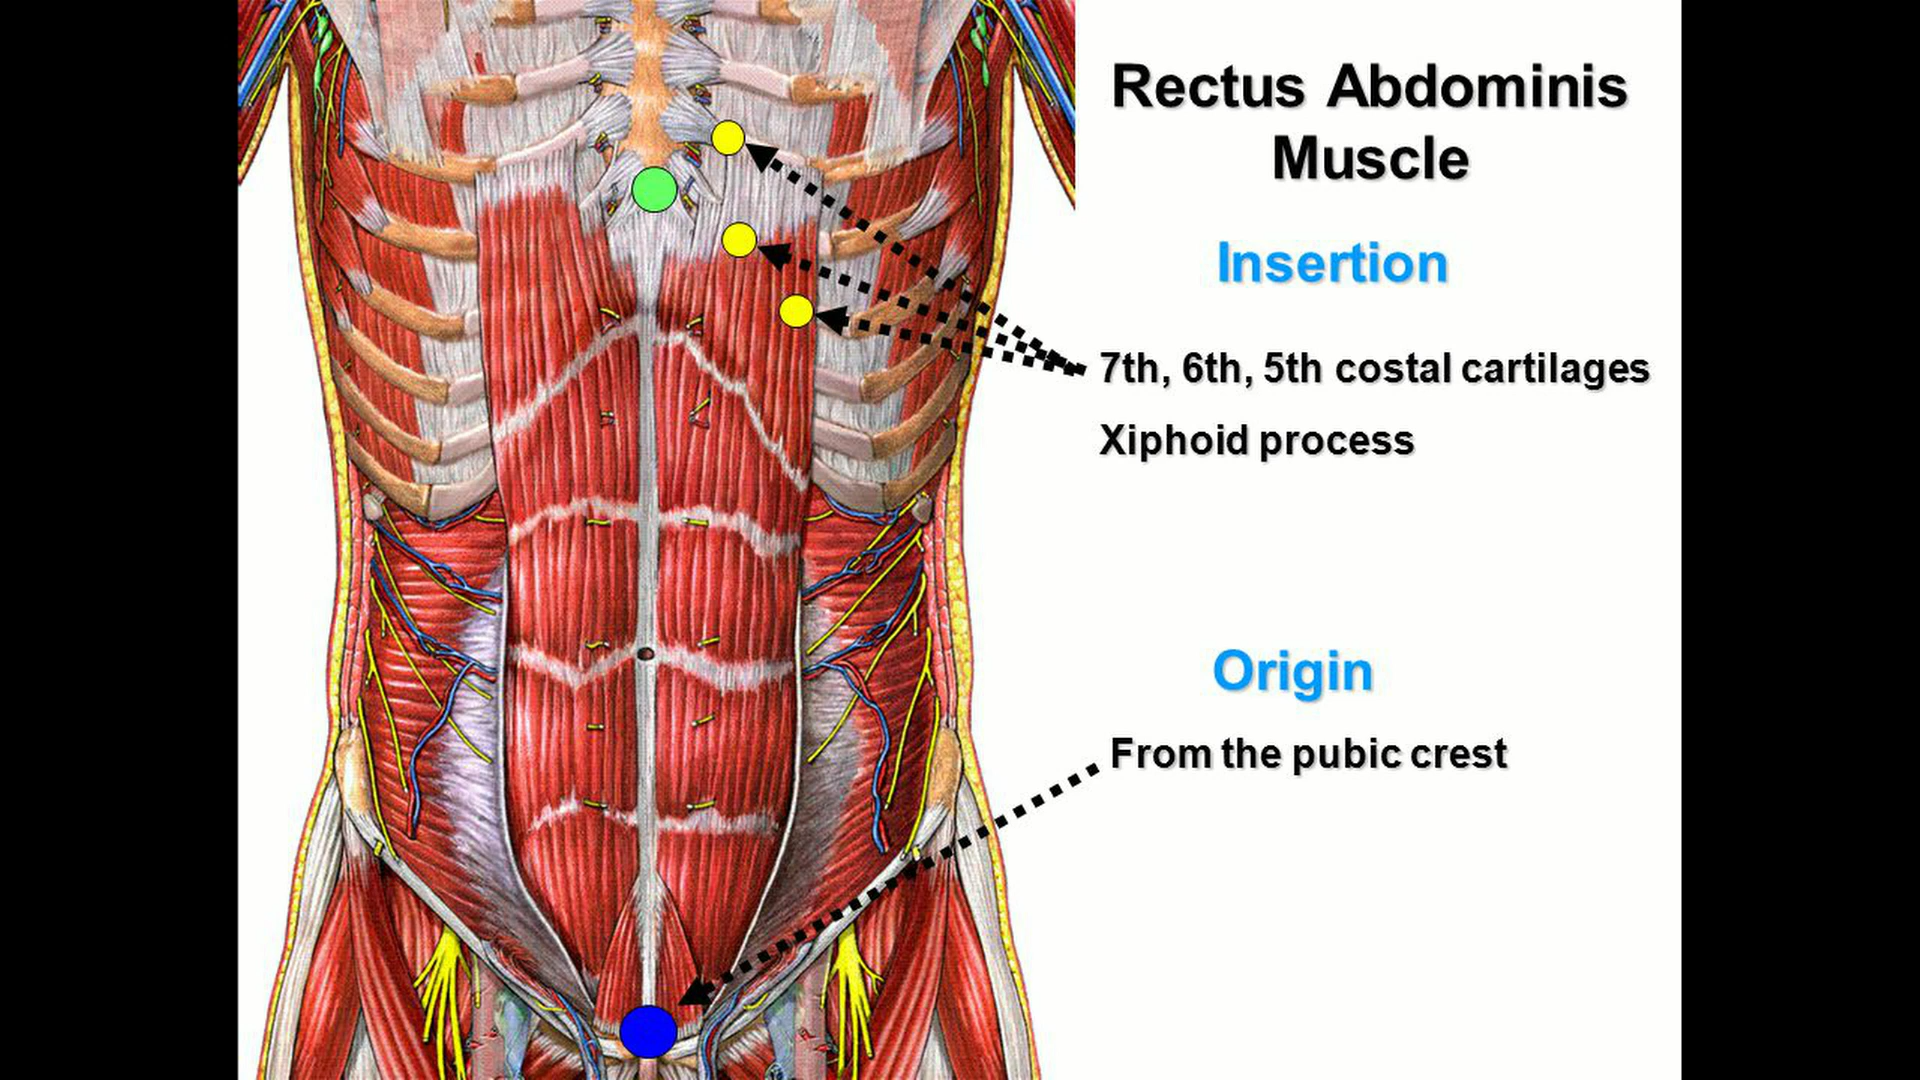 Rectus Abdominis
Muscle
Insertion
7th, 6th, 5th costal cartilages
Xiphoid process
Origin
From the pubic crest